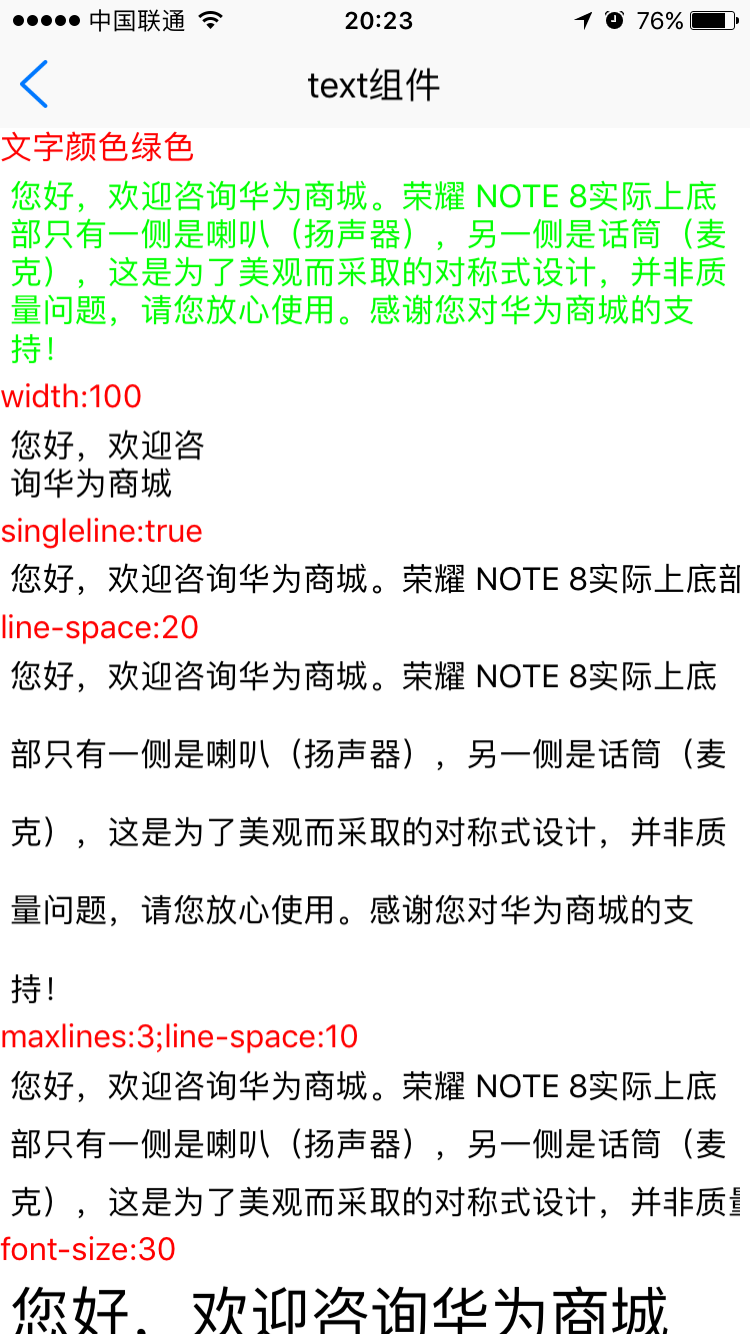 中国联通 20:23 76%
text组件
文字颜色绿色
您好，欢迎咨询华为商城。荣耀 NOTE 8实际上底
部只有一侧是喇叭（扬声器），另一侧是话筒（麦
克），这是为了美观而采取的对称式设计，并非质
量问题，请您放心使用。感谢您对华为商城的支
持！
width:100
您好，欢迎咨
询华为商城
singleline:true
您好，欢迎咨询华为商城。荣耀 NOTE 8实际上底部
line-space:20
您好，欢迎咨询华为商城。荣耀 NOTE 8实际上底
部只有一侧是喇叭（扬声器），另一侧是话筒（麦
克），这是为了美观而采取的对称式设计，并非质
量问题，请您放心使用。感谢您对华为商城的支
持！
maxlines:3;line-space:10
您好，欢迎咨询华为商城。荣耀 NOTE 8实际上底
部只有一侧是喇叭（扬声器），另一侧是话筒（麦
克），这是为了美观而采取的对称式设计，并非质量
font-size:30
您好，欢迎咨询华为商城